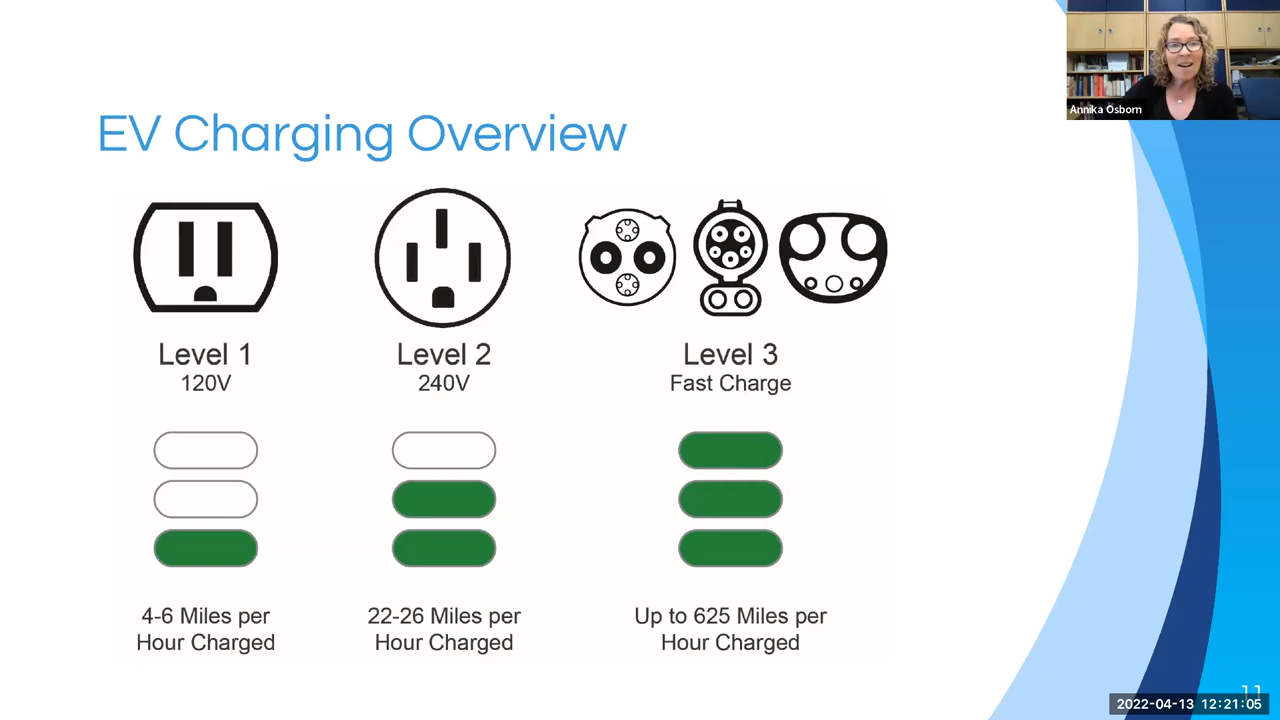 Annika Osborn
EV Charging Overview
Level 1
120V
Level 2
240V
Level 3
Fast Charge
4-6 Miles per
Hour Charged
22-26 Miles per
Hour Charged
Up to 625 Miles per
Hour Charged
11
2022-04-13 12:21:05